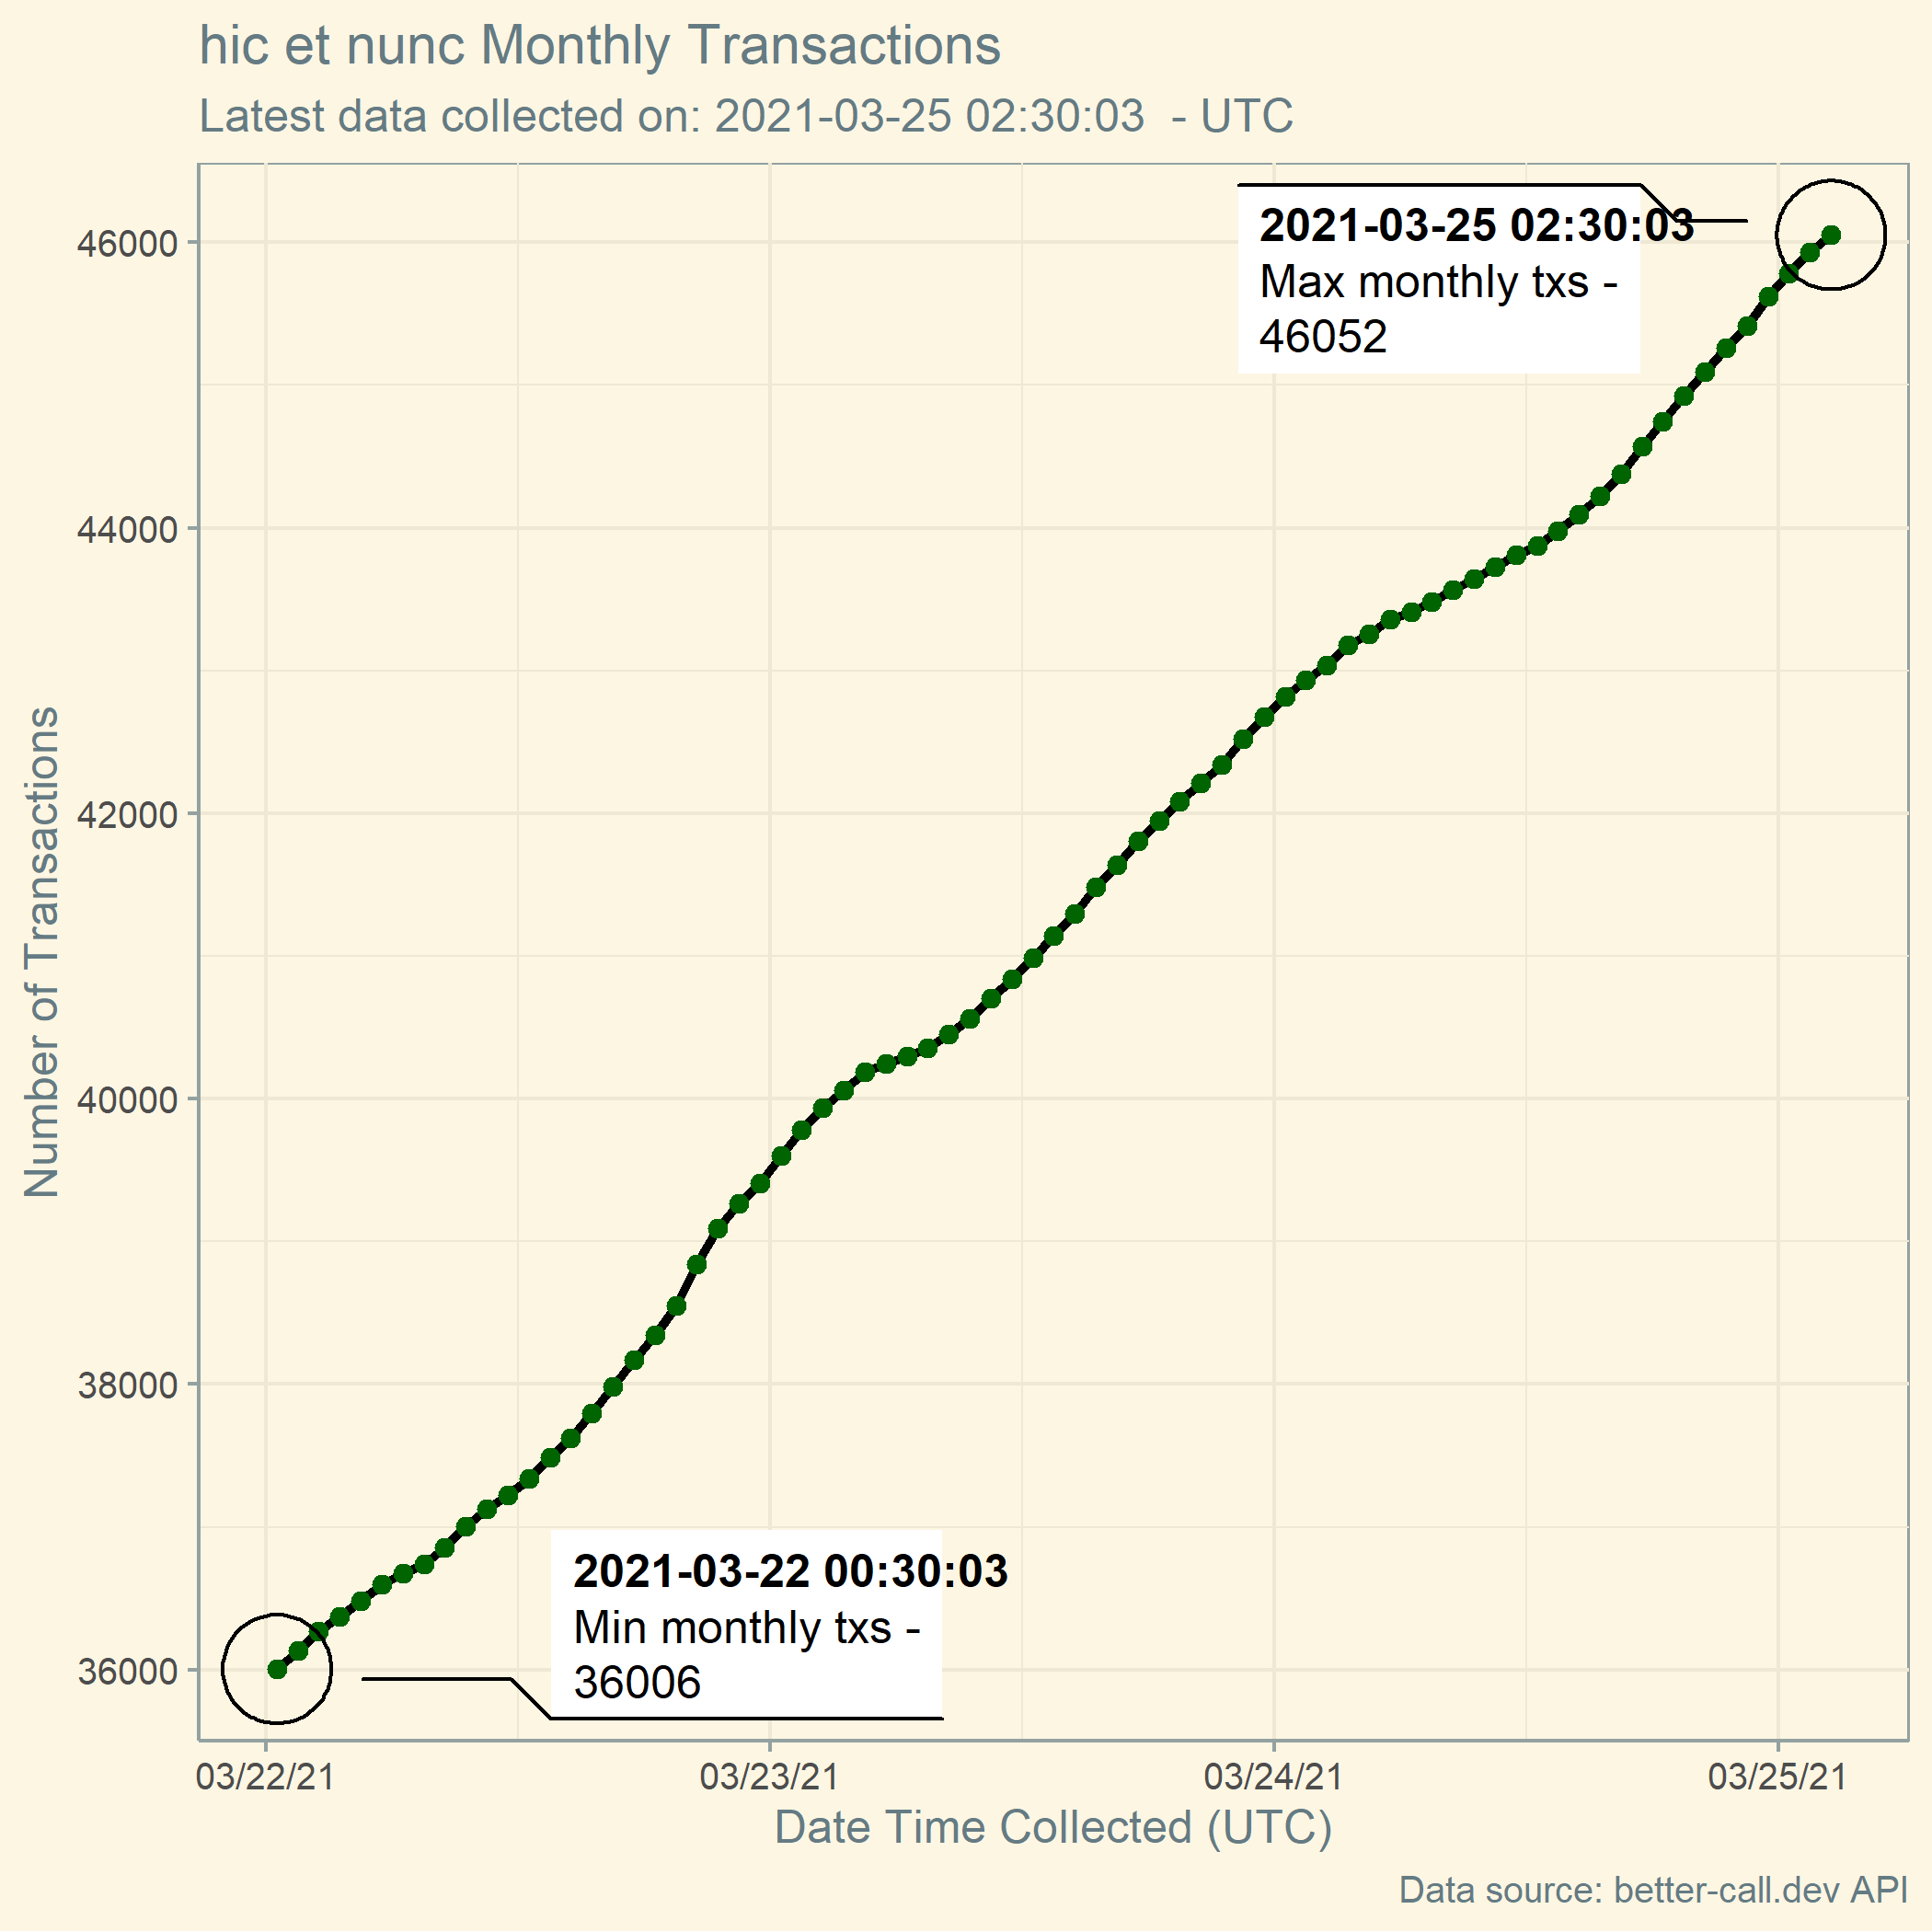 hic et nunc Monthly Transactions
Latest data collected on: 2021-03-25 02:30:03  - UTC
2021-03-25 02:30:03
Max monthly txs -
46052
46000
44000
42000
40000
38000
36000
Number of Transactions
2021-03-22 00:30:03
Min monthly txs -
36006
03/22/21
03/23/21
03/24/21
03/25/21
Date Time Collected (UTC)
Data source: better-call.dev API